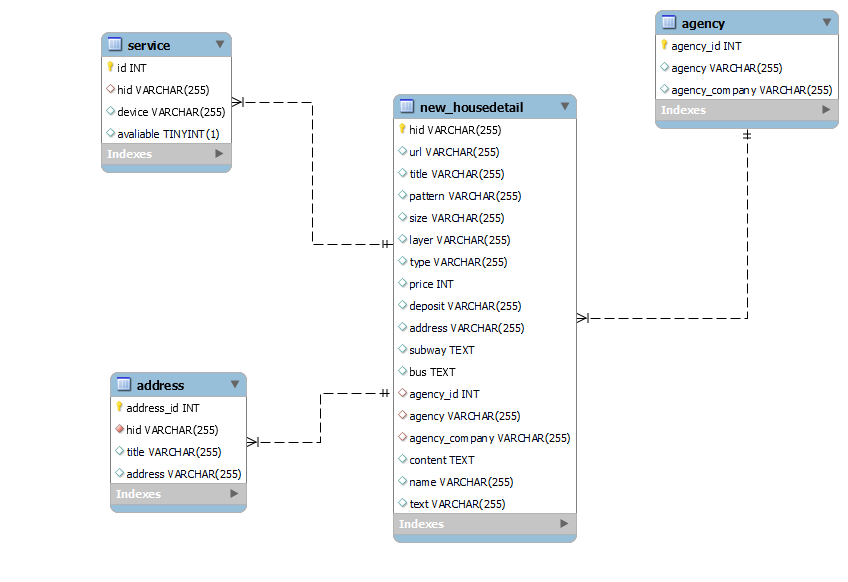 service
id INT
hid VARCHAR(255)
device VARCHAR(255)
avaliable TINYINT(1)
Indexes
address
address_id INT
hid VARCHAR(255)
title VARCHAR(255)
address VARCHAR(255)
Indexes
new_housedetail
hid VARCHAR(255)
url VARCHAR(255)
title VARCHAR(255)
pattern VARCHAR(255)
size VARCHAR(255)
layer VARCHAR(255)
type VARCHAR(255)
price INT
deposit VARCHAR(255)
address VARCHAR(255)
subway TEXT
bus TEXT
agency_id INT
agency VARCHAR(255)
agency_company VARCHAR(255)
content TEXT
name VARCHAR(255)
text VARCHAR(255)
Indexes
agency
agency_id INT
agency VARCHAR(255)
agency_company VARCHAR(255)
Indexes